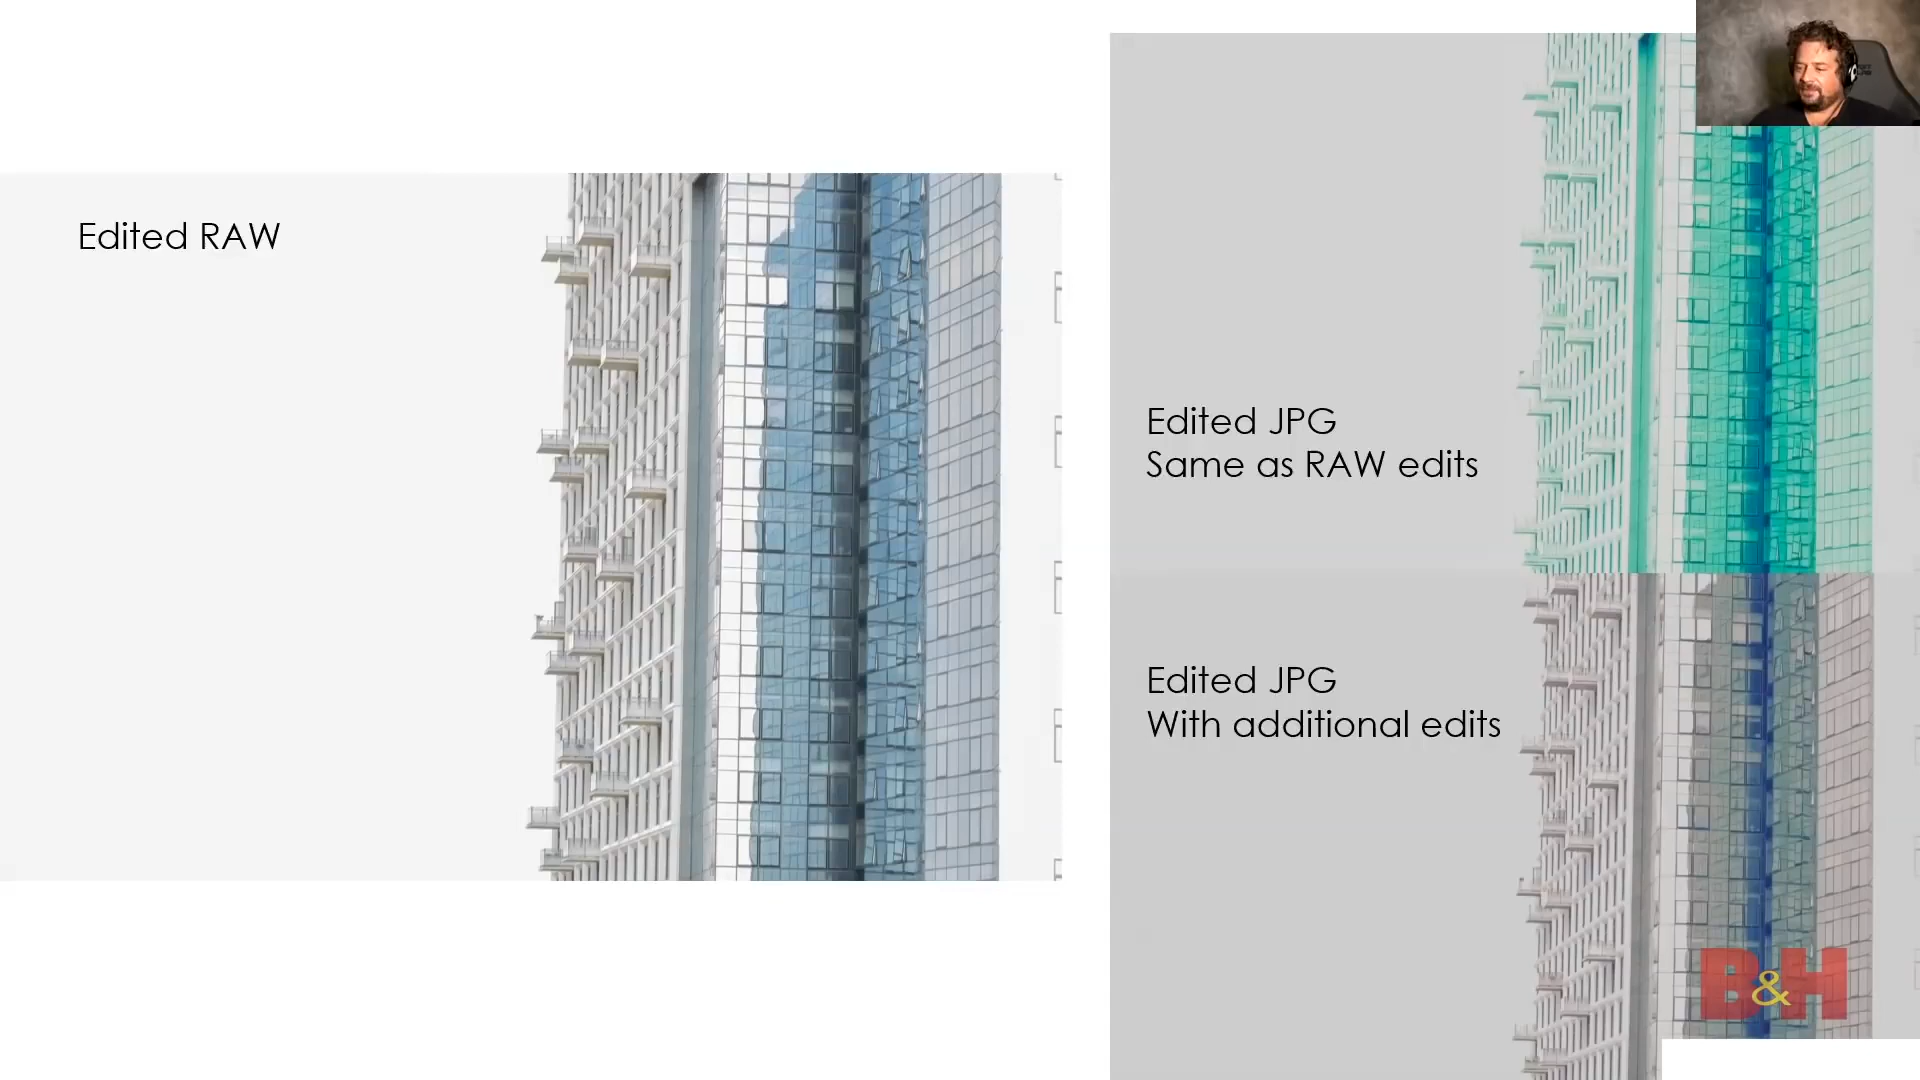 Edited RAW
Edited JPG
Same as RAW edits
Edited JPG
With additional edits
B&H